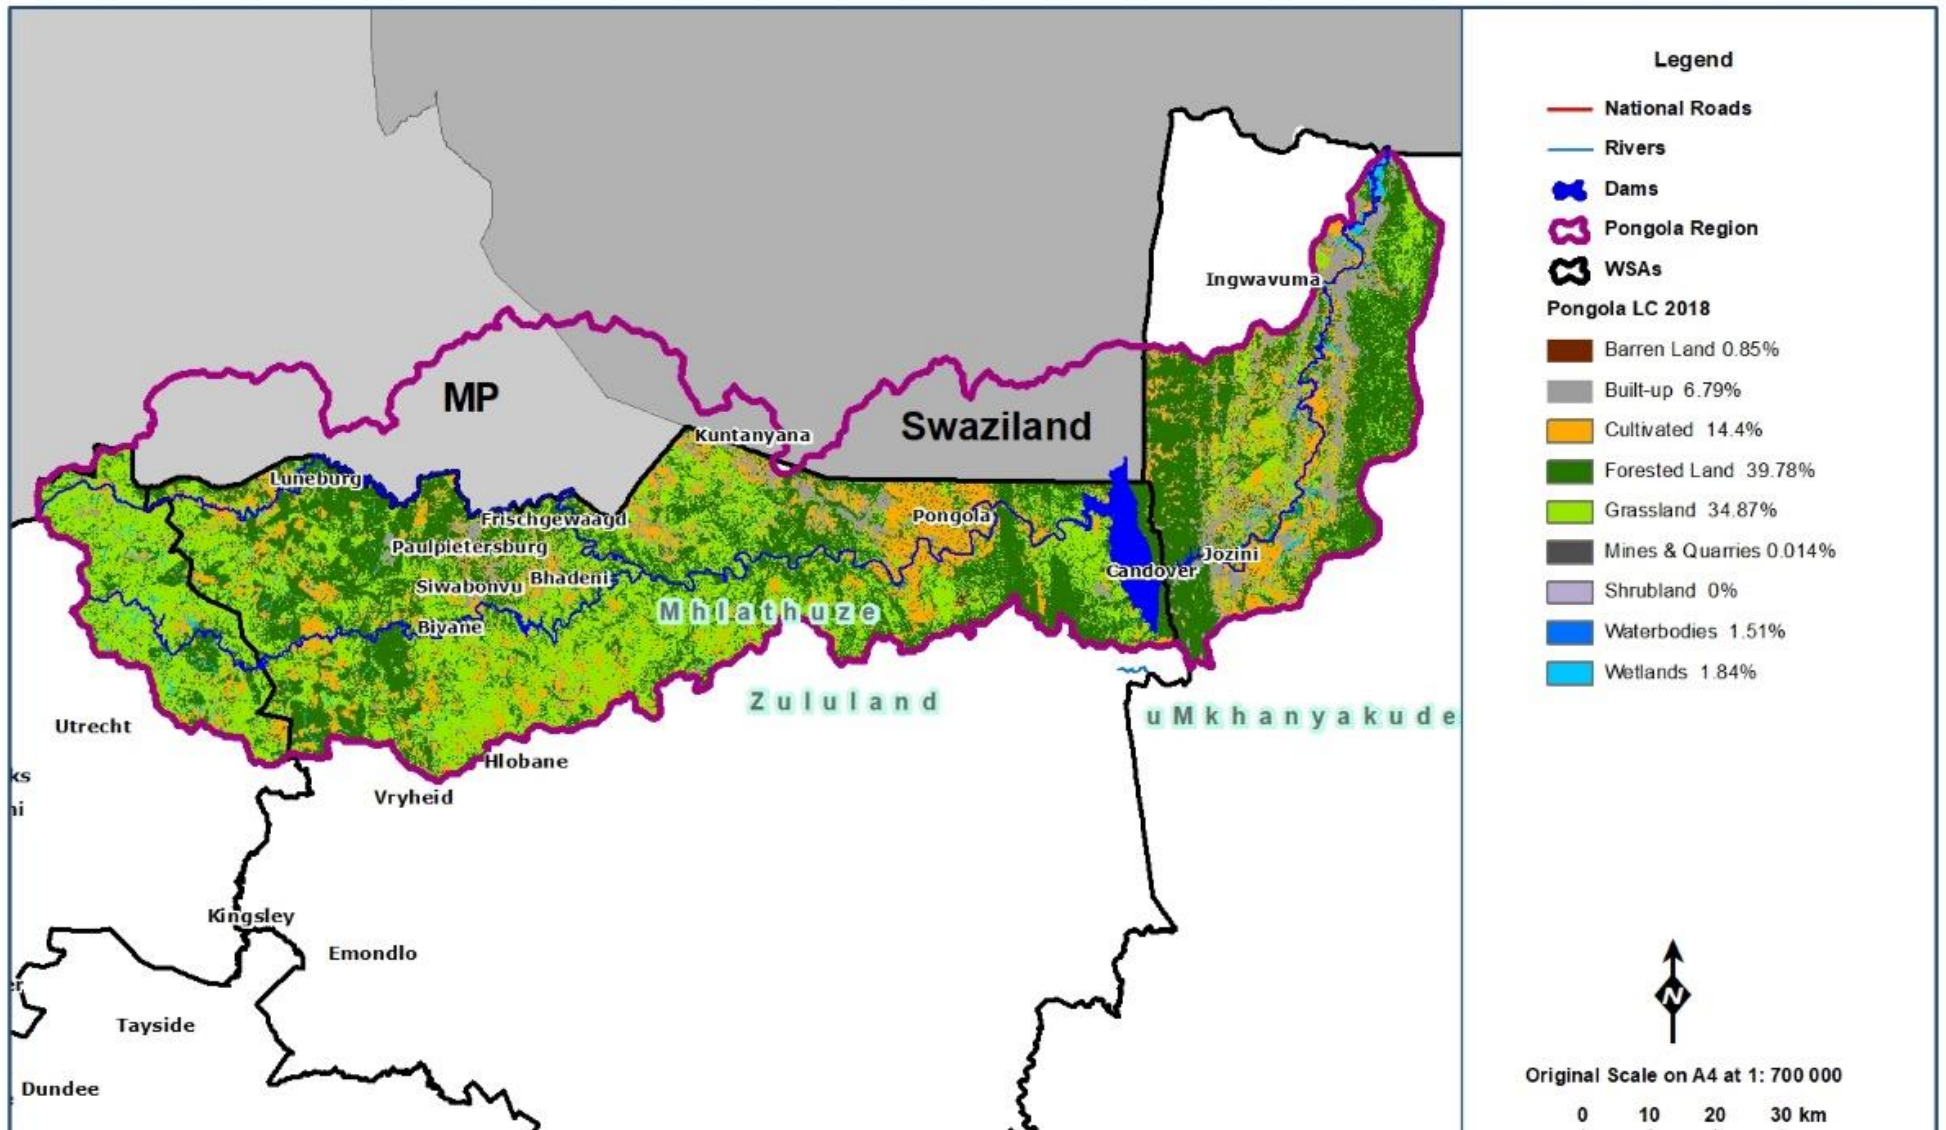 MP
Swaziland
Ingwavuma
Kuntanyana
Luneburg
Frischgewaagd
Pongola
Paulpietersburg
Jozini
Siwabonvu
Bhadeni
Candover
Mhlathuze
Bivane
Zululand
uMkhanyakude
Utrecht
Hlobane
ks
Vryheid
Kingsley
Emondlo
Tayside
Dundee
Legend
National Roads
Rivers
Dams
Pongola Region
WSAs
Pongola LC 2018
Barren Land 0.85%
Built-up 6.79%
Cultivated 14.4%
Forested Land 39.78%
Grassland 34.87%
Mines & Quarries 0.014%
Shrubland 0%
Waterbodies 1.51%
Wetlands 1.84%
N
Original Scale on A4 at 1: 700 000
0 10 20 30 km